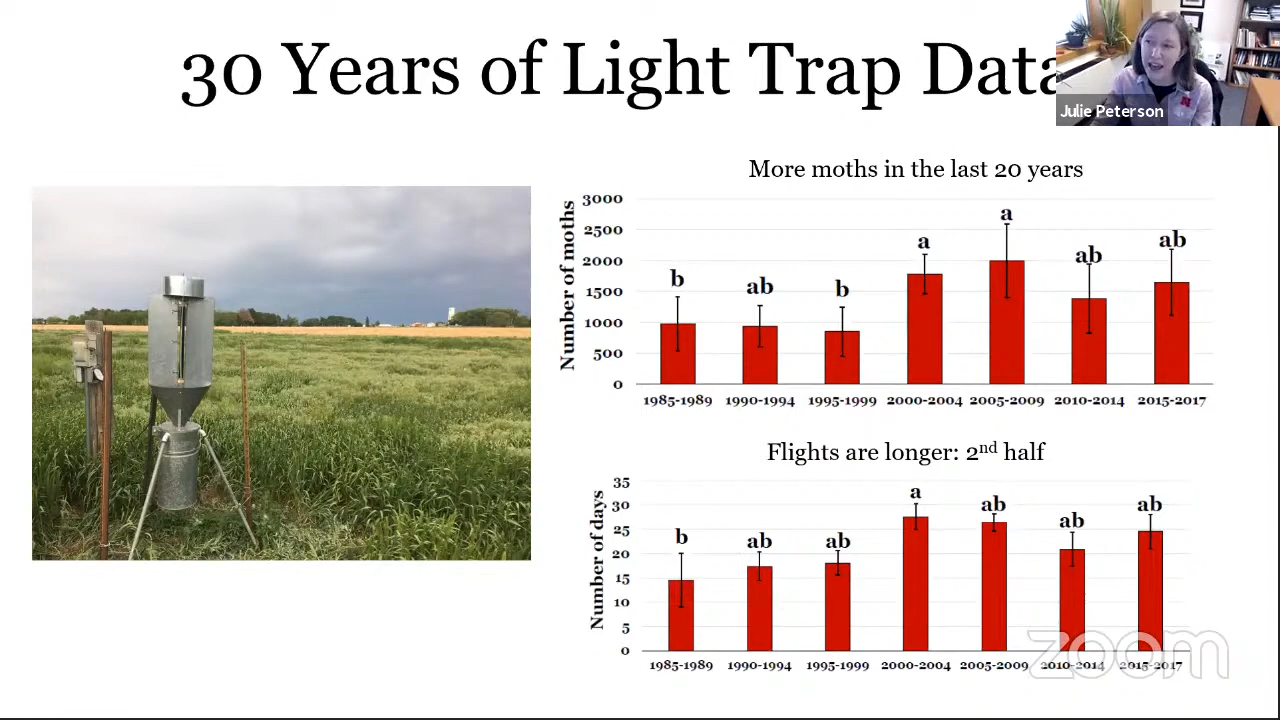 30 Years of Light Trap Data
Julie Peterson
More moths in the last 20 years
Number of moths
3000
2500
2000
1500
1000
500
0
b
ab
b
a
a
ab
ab
1985-1989
1990-1994
1995-1999
2000-2004
2005-2009
2010-2014
2015-2017
Flights are longer: 2nd half
Number of days
35
30
25
20
15
10
5
0
b
ab
ab
a
ab
ab
ab
1985-1989
1990-1994
1995-1999
2000-2004
2005-2009
2010-2014
2015-2017
zoom